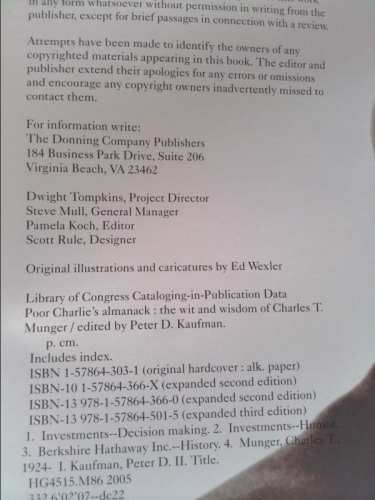 in any form whatsoever without permission in writing from the
publisher, except for brief passages in connection with a review.
Attempts have been made to identify the owners of any
copyrighted materials appearing in this book. The editor and
publisher extend their apologies for any errors or omissions
and encourage any copyright owners inadvertently missed to
contact them.
For information write:
The Donning Company Publishers
184 Business Park Drive, Suite 206
Virginia Beach, VA 23462
Dwight Tompkins, Project Director
Steve Mull, General Manager
Pamela Koch, Editor
Scott Rule, Designer
Original illustrations and caricatures by Ed Wexler
Library of Congress Cataloging-in-Publication Data
Poor Charlie's almanack : the wit and wisdom of Charles T.
Munger / edited by Peter D. Kaufman.
p. cm.
Includes index.
ISBN 1-57864-303-1 (original hardcover : alk. paper)
ISBN-10 1-57864-366-X (expanded second edition)
ISBN-13 978-1-57864-366-0 (expanded second edition)
ISBN-13 978-1-57864-501-5 (expanded third edition)
1. Investments--Decision making. 2. Investments--Humor.
3. Berkshire Hathaway Inc.--History. 4. Munger, Charles T.,
1924- I. Kaufman, Peter D. II. Title.
HG4515.M86 2005
332.6'02'07--dc22